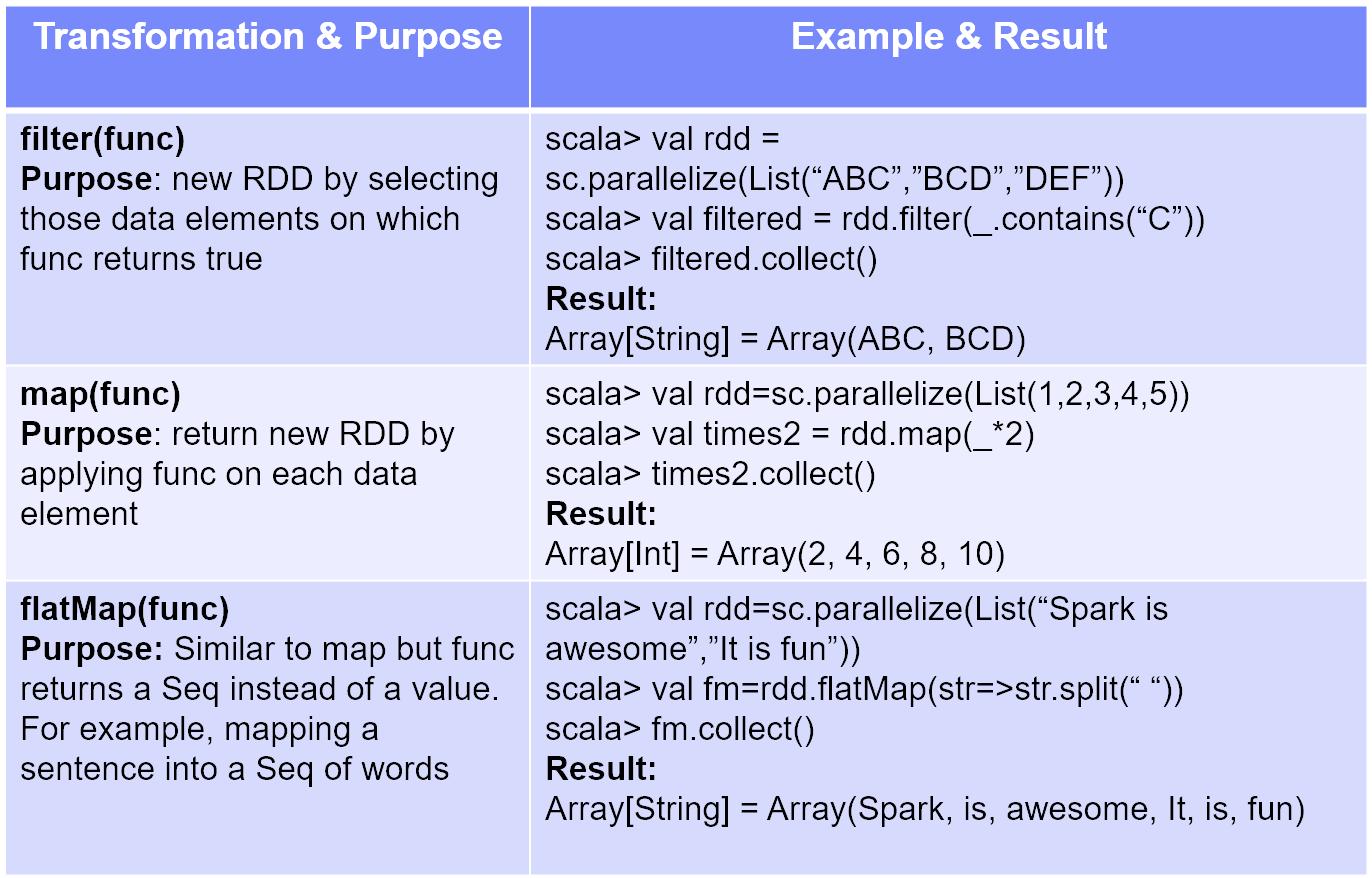 Transformation & Purpose
Example & Result
filter(func)
Purpose: new RDD by selecting
those data elements on which
func returns true
scala> val rdd =
sc.parallelize(List(“ABC”,”BCD”,”DEF”))
scala> val filtered = rdd.filter(_.contains(“C”))
scala> filtered.collect()
Result:
Array[String] = Array(ABC, BCD)
map(func)
Purpose: return new RDD by
applying func on each data
element
scala> val rdd=sc.parallelize(List(1,2,3,4,5))
scala> val times2 = rdd.map(_*2)
scala> times2.collect()
Result:
Array[Int] = Array(2, 4, 6, 8, 10)
flatMap(func)
Purpose: Similar to map but func
returns a Seq instead of a value.
For example, mapping a
sentence into a Seq of words
scala> val rdd=sc.parallelize(List(“Spark is
awesome”,”It is fun”))
scala> val fm=rdd.flatMap(str=>str.split(“ “))
scala> fm.collect()
Result:
Array[String] = Array(Spark, is, awesome, It, is, fun)